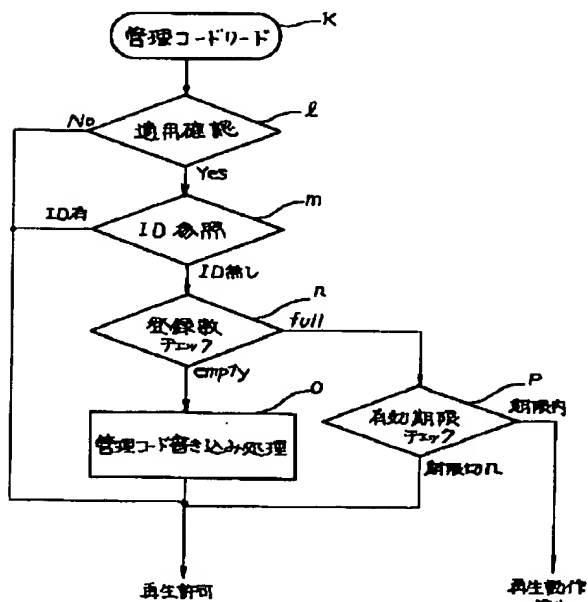 管理コードリード
K
適用確認
l
No
Yes
ID参照
m
ID有
ID無し
登録数
チェック
n
full
empty
管理コード書き込み処理
O
有効期限
チェック
P
期限内
期限切れ
再生許可
再生動作